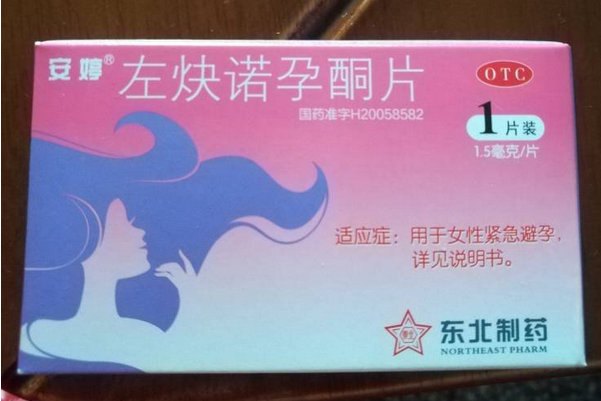 安婷® 左炔诺孕酮片
国药准字H20058582
OTC
1片装
1.5毫克/片
适应症：用于女性紧急避孕，
详见说明书。
东北制药
NORTHEAST PHARM